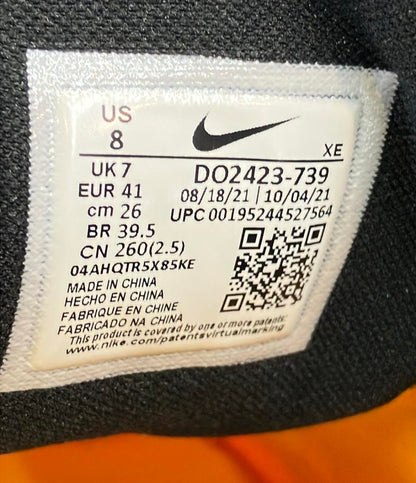 US
8
XE
UK 7
EUR 41
cm 26
BR 39.5
CN 260(2.5)
DO2423-739
08/18/21 | 10/04/21
UPC 00195244527564
04AHQTR5X85KE
MADE IN CHINA
HECHO EN CHINA
FABRIQUE EN CHINE
FABRICADO NA CHINA
This product is covered by one or more patents.
www.nike.com/patentsvirtualmarking